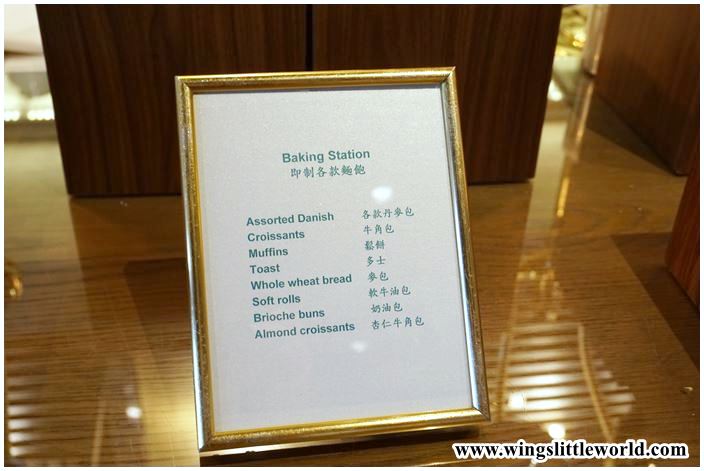 Baking Station
即制各款麵飽
Assorted Danish 各款丹麥包
Croissants 牛角包
Muffins 鬆餅
Toast 多士
Whole wheat bread 麥包
Soft rolls 軟牛油包
Brioche buns 奶油包
Almond croissants 杏仁牛角包
www.wingslittleworld.com